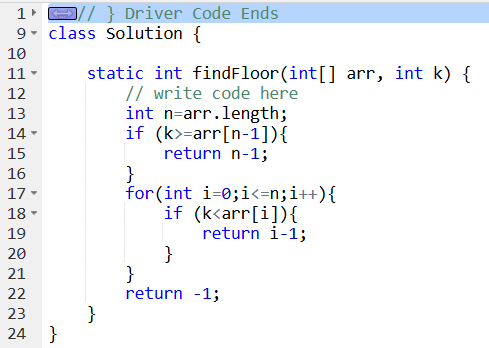 1 // } Driver Code Ends
9 class Solution {
10
11     static int findFloor(int[] arr, int k) {
12         // write code here
13         int n=arr.length;
14         if (k>=arr[n-1]){
15             return n-1;
16         }
17         for(int i=0;i<=n;i++){
18             if (k<arr[i]){
19                 return i-1;
20             }
21         }
22         return -1;
23     }
24 }